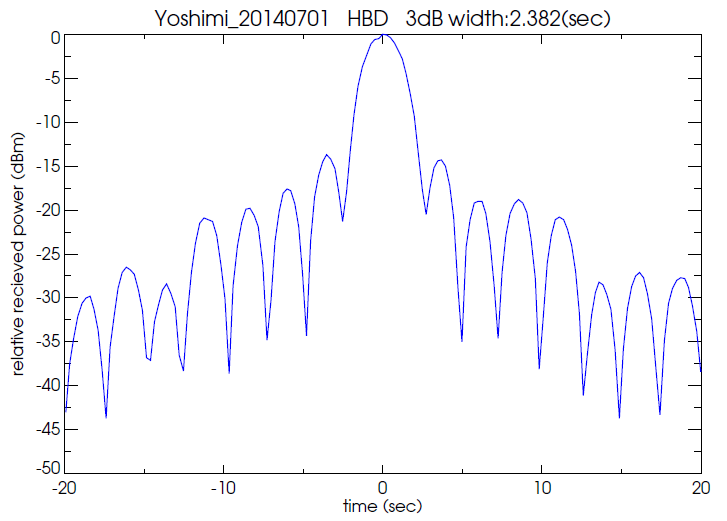 Yoshimi_20140701 HBD 3dB width:2.382(sec)
0
-5
-10
-15
-20
-25
-30
-35
-40
-45
-50
relative recieved power (dBm)
-20 -10 0 10 20
time (sec)